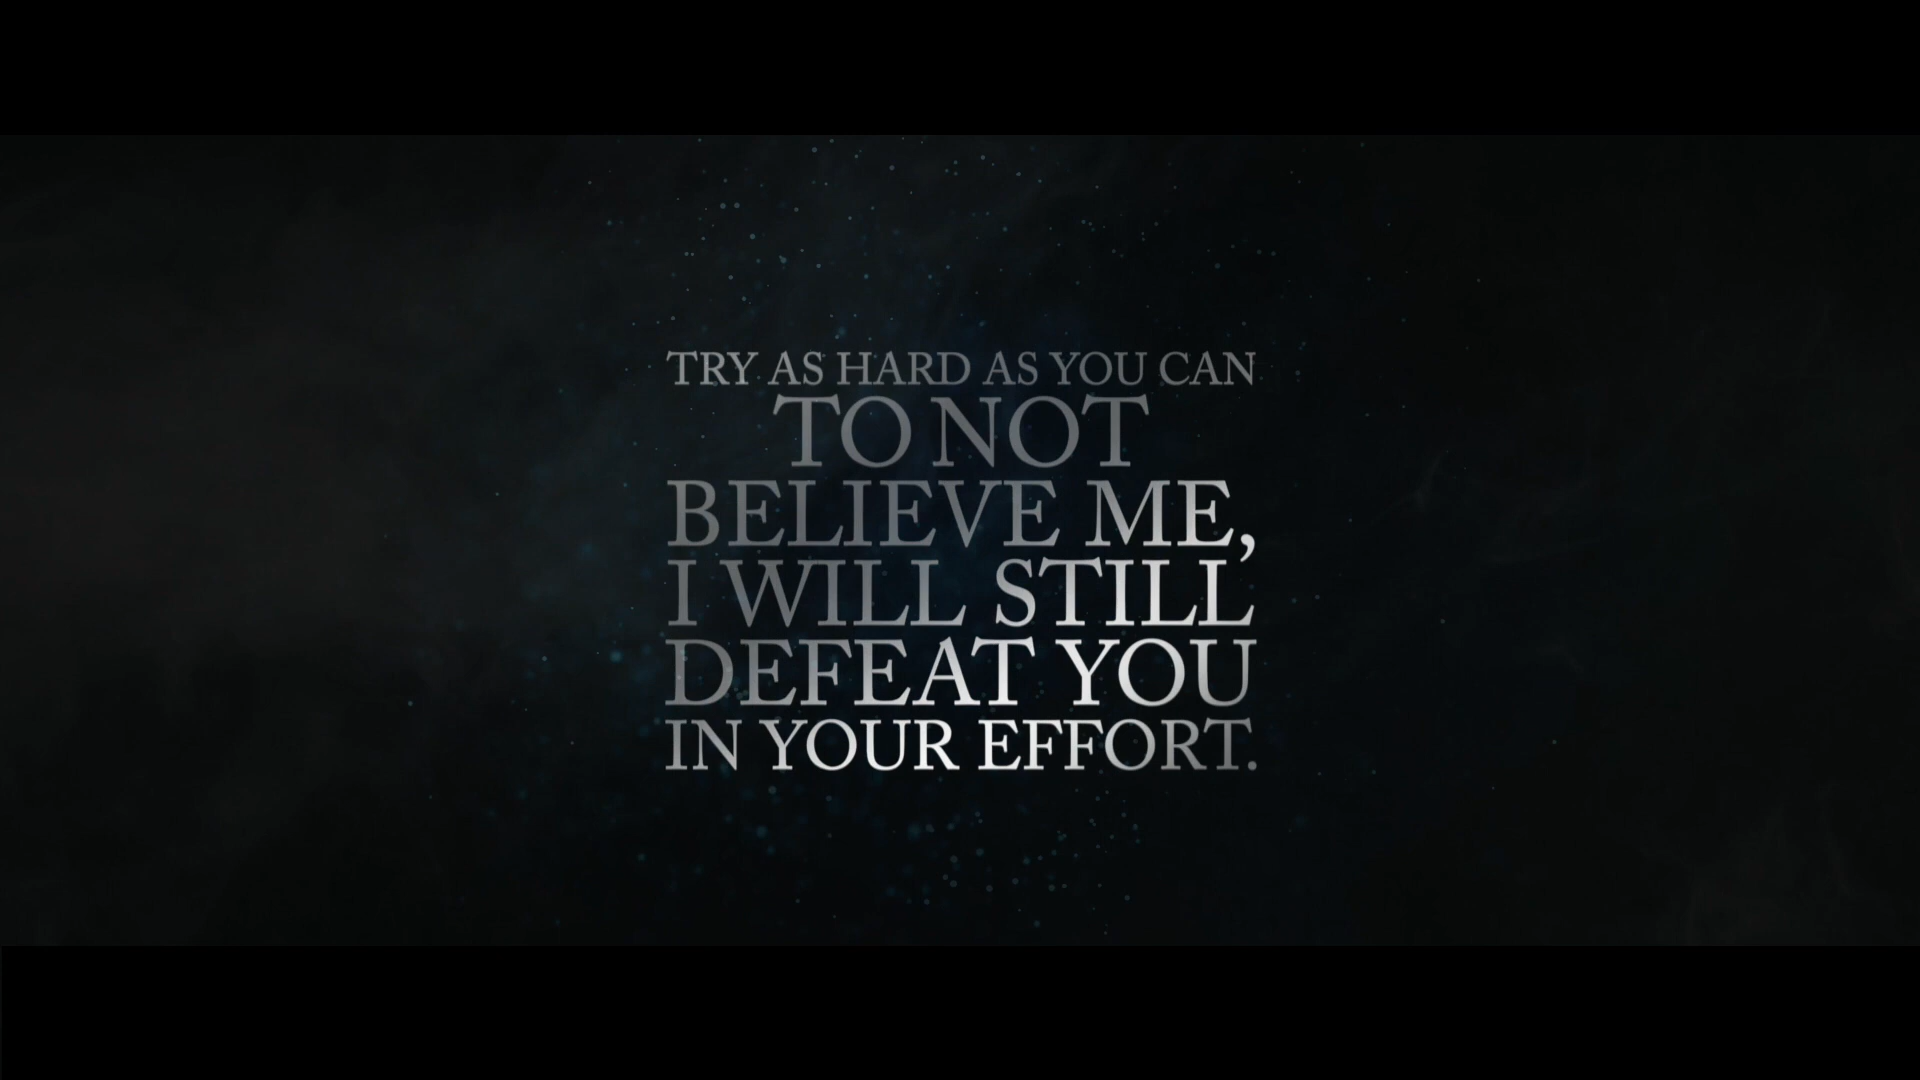 TRY AS HARD AS YOU CAN
TO NOT
BELIEVE ME,
I WILL STILL
DEFEAT YOU
IN YOUR EFFORT.